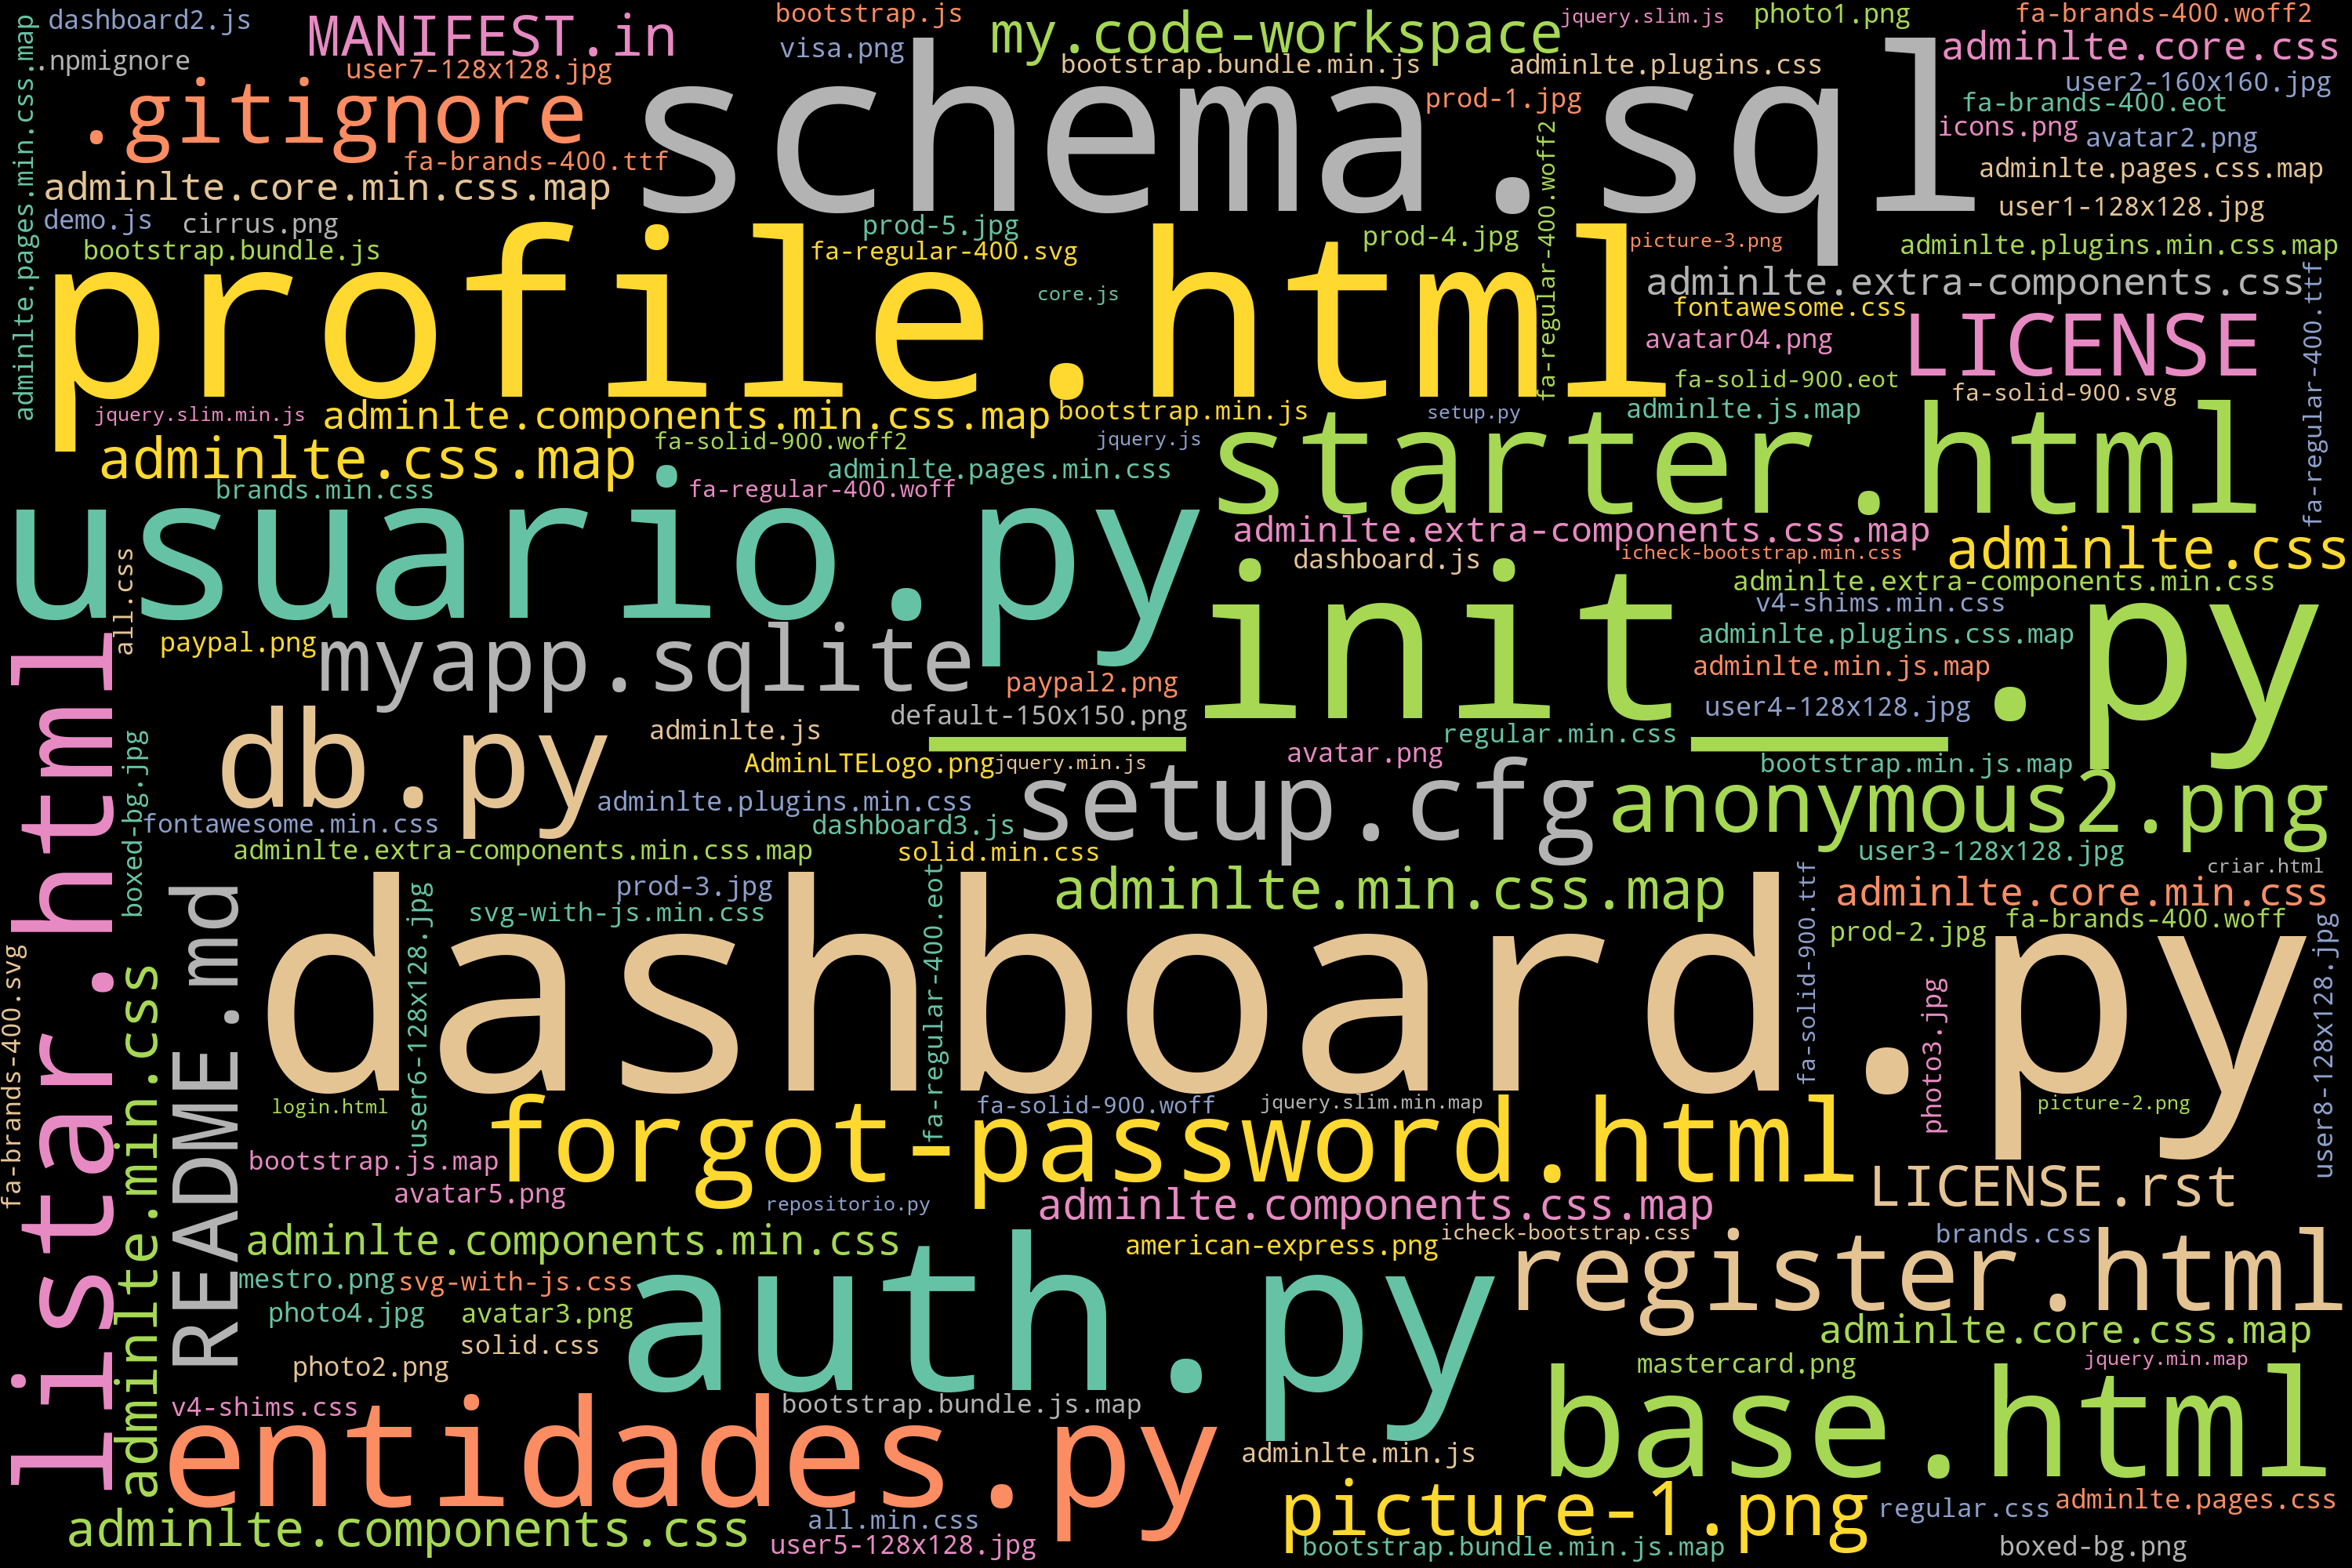 dashboard2.js
MANIFEST.in
bootstrap.js
my.code-workspace
jquery.slim.js
photo1.png
fa-brands-400.woff2
adminlte.pages.min.css.map
.npmignore
user7-128x128.jpg
visa.png
bootstrap.bundle.min.js
adminlte.plugins.css
adminlte.core.css
user2-160x160.jpg
.gitignore
schema.sql
prod-1.jpg
fa-brands-400.eot
icons.png
avatar2.png
fa-brands-400.ttf
fa-regular-400.woff2
adminlte.pages.css.map
adminlte.core.min.css.map
user1-128x128.jpg
demo.js
cirrus.png
prod-5.jpg
prod-4.jpg
picture-3.png
adminlte.plugins.min.css.map
bootstrap.bundle.js
fa-regular-400.svg
profile.html
core.js
adminlte.extra-components.css
fontawesome.css
fa-regular-400.ttf
avatar04.png
LICENSE
fa-solid-900.eot
fa-solid-900.svg
jquery.slim.min.js
adminlte.components.min.css.map
bootstrap.min.js
setup.py
adminlte.js.map
adminlte.css.map
fa-solid-900.woff2
jquery.js
starter.html
adminlte.pages.min.css
brands.min.css
fa-regular-400.woff
.
usuario.py
adminlte.extra-components.css.map
dashboard.js
icheck-bootstrap.min.css
adminlte.css
all.css
adminlte.extra-components.min.css
__init__.py
v4-shims.min.css
adminlte.plugins.css.map
paypal.png
myapp.sqlite
adminlte.min.js.map
paypal2.png
user4-128x128.jpg
default-150x150.png
listar.html
boxed-bg.jpg
db.py
adminlte.js
regular.min.css
avatar.png
AdminLTELogo.png
jquery.min.js
bootstrap.min.js.map
setup.cfg
anonymous2.png
adminlte.plugins.min.css
fontawesome.min.css
dashboard3.js
adminlte.extra-components.min.css.map
solid.min.css
user3-128x128.jpg
criar.html
README.md
prod-3.jpg
adminlte.min.css.map
adminlte.core.min.css
svg-with-js.min.css
user6-128x128.jpg
fa-regular-400.eot
fa-solid-900.ttf
prod-2.jpg
fa-brands-400.woff
user8-128x128.jpg
fa-brands-400.svg
adminlte.min.css
dashboard.py
photo3.jpg
login.html
fa-solid-900.woff
jquery.slim.min.map
picture-2.png
forgot-password.html
bootstrap.js.map
avatar5.png
repositorio.py
adminlte.components.css.map
LICENSE.rst
adminlte.components.min.css
american-express.png
icheck-bootstrap.css
brands.css
register.html
mestro.png
svg-with-js.css
auth.py
photo4.jpg
avatar3.png
solid.css
adminlte.core.css.map
photo2.png
mastercard.png
jquery.min.map
v4-shims.css
bootstrap.bundle.js.map
base.html
entidades.py
adminlte.min.js
picture-1.png
adminlte.components.css
all.min.css
regular.css
adminlte.pages.css
user5-128x128.jpg
bootstrap.bundle.min.js.map
boxed-bg.png